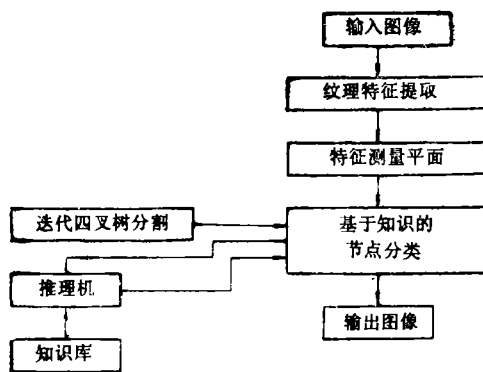 输入图像
纹理特征提取
特征测量平面
迭代四叉树分割
基于知识的
节点分类
推理机
输出图像
知识库